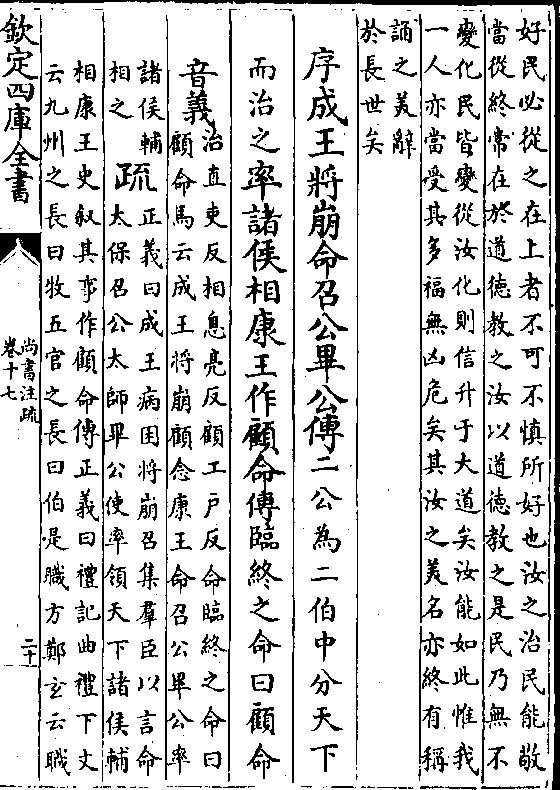 好民必從之在上者不可不慎所好也汝之治民能敬
當從終常在於道德教之汝以道德教之是民乃無不
變化民皆變從汝化則信升于大道矣汝能如此惟我
一人亦當受其多福無凶危矣其汝之美名亦終有稱
誦之美辭
於長世矣
序成王將崩命召公畢公傳二公為二伯中分天下
而治之率諸侯相康王作顧命傳臨終之命曰顧命
音義治直吏反相息亮反顧工戶反命臨終之命曰
顧命馬云成王將崩顧念康王命召公畢公率
諸侯輔
相之
疏正義曰成王病困將崩召集羣臣以言命
太保召公太師畢公使率領天下諸侯輔
相康王史叙其事作顧命傳正義曰禮記曲禮下文
云九州之長曰牧五官之長曰伯是職方鄭玄云職
欽定四庫全書
尚書注疏
卷十七
二十